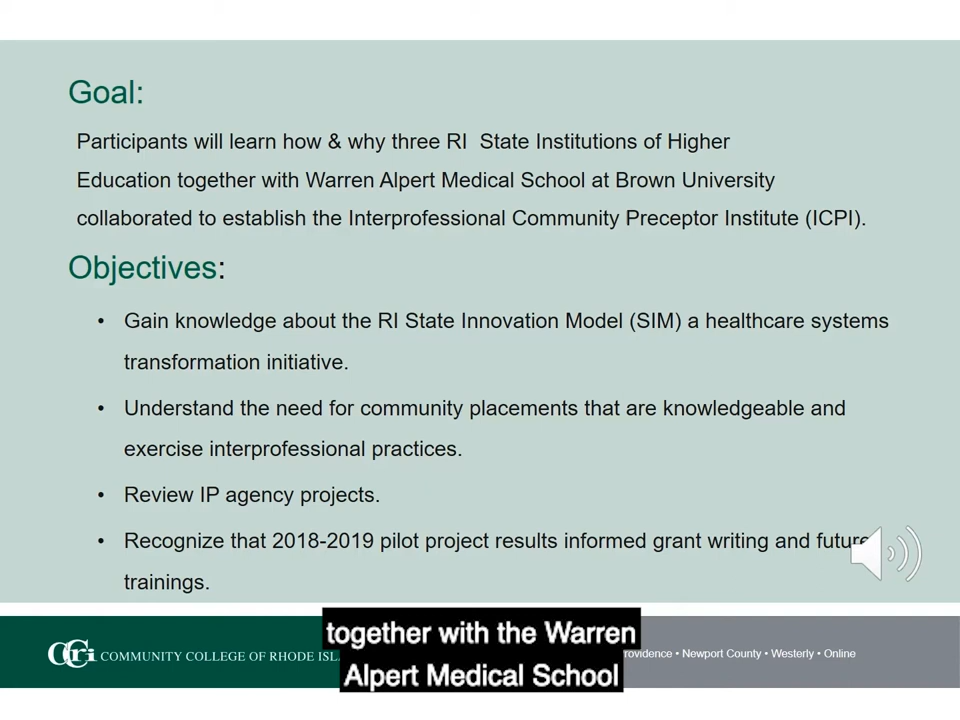 Goal:
Participants will learn how & why three RI State Institutions of Higher
Education together with Warren Alpert Medical School at Brown University
collaborated to establish the Interprofessional Community Preceptor Institute (ICPI).
Objectives:
• Gain knowledge about the RI State Innovation Model (SIM) a healthcare systems
transformation initiative.
• Understand the need for community placements that are knowledgeable and
exercise interprofessional practices.
• Review IP agency projects.
• Recognize that 2018-2019 pilot project results informed grant writing and future
trainings.
together with the Warren
Alpert Medical School
CCRI COMMUNITY COLLEGE OF RHODE
• Newport County • Westerly • Online